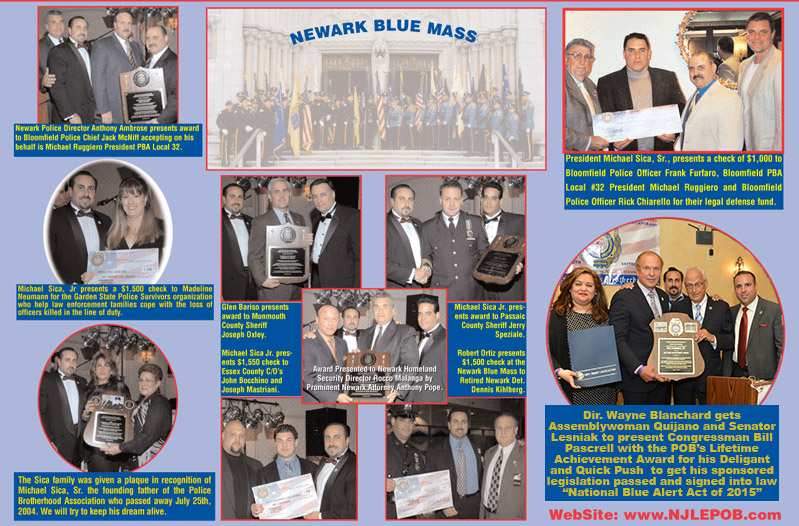 NEWARK BLUE MASS
Newark Police Director Anthony Ambrose presents award
to Bloomfield Police Chief Jack McNiff accepting on his
behalf is Michael Ruggiero President PBA Local 32.
President Michael Sica, Sr., presents a check of $1,000 to
Bloomfield Police Officer Frank Furfaro, Bloomfield PBA
Local #32 President Michael Ruggiero and Bloomfield
Police Officer Rick Chiarello for their legal defense fund.
Michael Sica, Jr presents a $1,500 check to Madeline
Neumann for the Garden State Police Survivors organization
who help law enforcement families cope with the loss of
officers killed in the line of duty.
Glen Bariso presents
award to Monmouth
County Sheriff
Joseph Oxley.
Michael Sica Jr. pres-
ents $1,550 check to
Essex County C/O's
John Bocchino and
Joseph Mastriani.
Michael Sica Jr. pres-
ents award to Passaic
County Sheriff Jerry
Speziale.
Robert Ortiz presents
$1,500 check at the
Newark Blue Mass to
Retired Newark Det.
Dennis Kihlberg.
Award Presented to Newark Homeland
Security Director Rocco Malanga by
Prominent Newark Attorney Anthony Pope.
The Sica family was given a plaque in recognition of
Michael Sica, Sr. the founding father of the Police
Brotherhood Association who passed away July 25th,
2004. We will try to keep his dream alive.
Dir. Wayne Blanchard gets
Assemblywoman Quijano and Senator
Lesniak to present Congressman Bill
Pascrell with the POB's Lifetime
Achievement Award for his Deligant
and Quick Push to get his sponsored
legislation passed and signed into law
"National Blue Alert Act of 2015"
WebSite: www.NJLEPOB.com